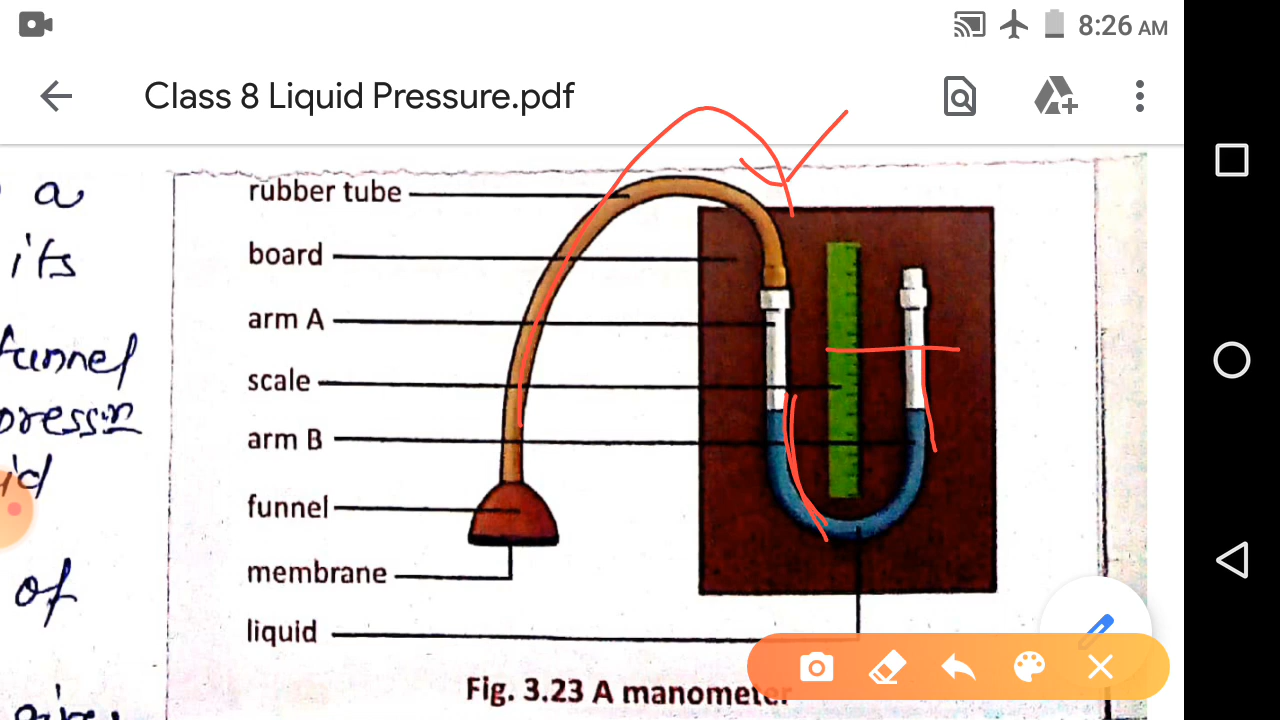 8:26 AM
Class 8 Liquid Pressure.pdf
a
its
funnel
of
rubber tube
board
arm A
scale
arm B
funnel
membrane
liquid
Fig. 3.23 A manometer